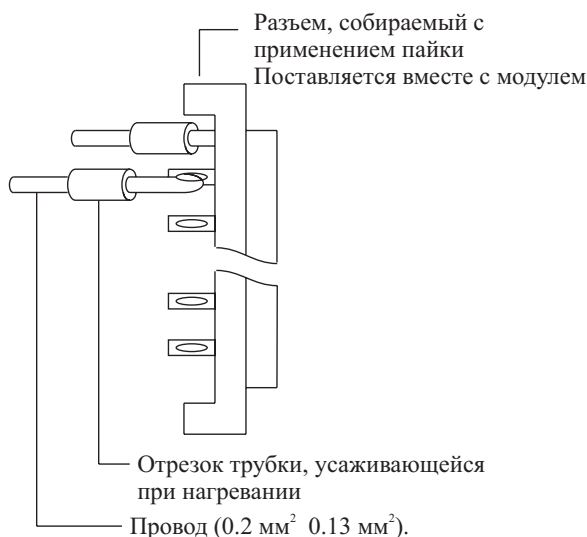 Разъем, собираемый с
применением пайки
Поставляется вместе с модулем
Отрезок трубки, усаживающейся
при нагревании
Провод (0.2 мм² 0.13 мм²).